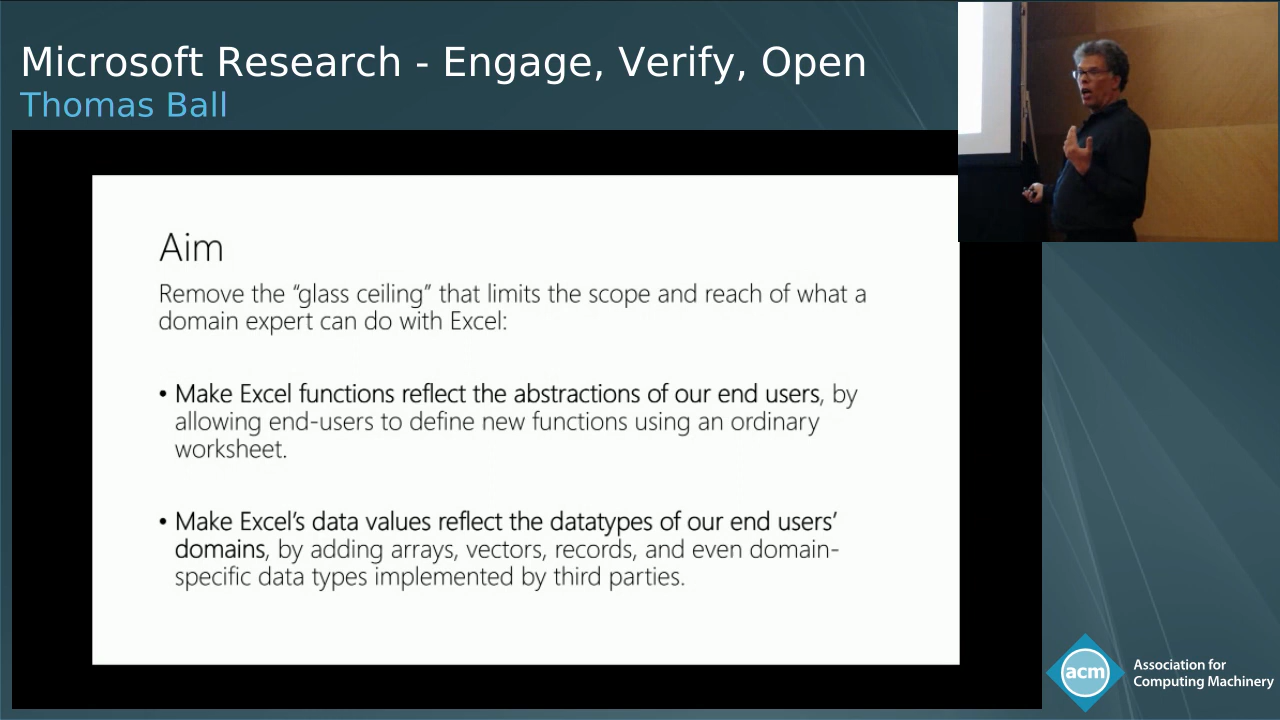 Microsoft Research - Engage, Verify, Open
Thomas Ball
Aim
Remove the “glass ceiling” that limits the scope and reach of what a
domain expert can do with Excel:
• Make Excel functions reflect the abstractions of our end users, by
allowing end-users to define new functions using an ordinary
worksheet.
• Make Excel’s data values reflect the datatypes of our end users’
domains, by adding arrays, vectors, records, and even domain-
specific data types implemented by third parties.
acm
Association for
Computing Machinery